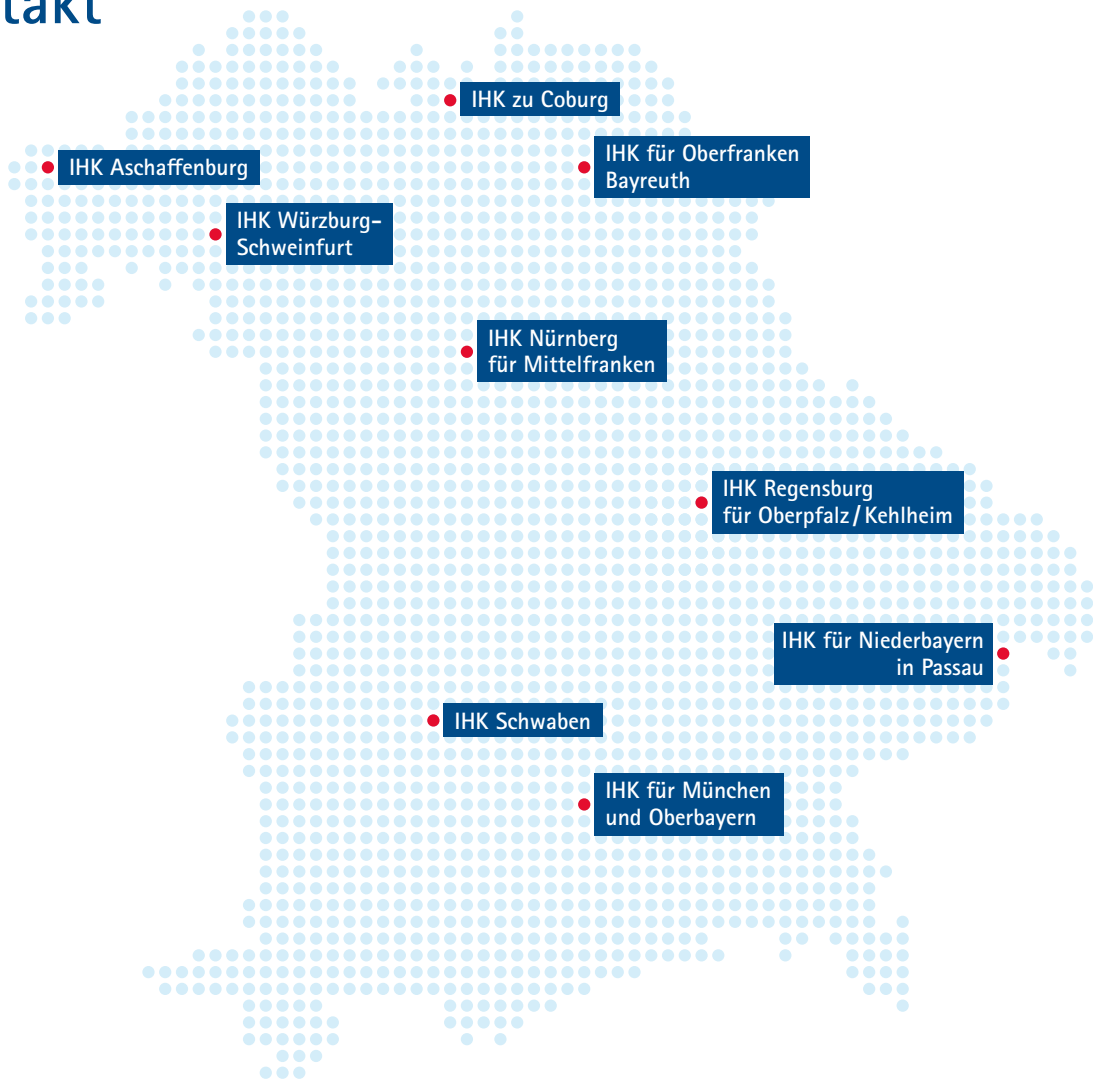 takt
IHK zu Coburg
IHK für Oberfranken
Bayreuth
IHK Aschaffenburg
IHK Würzburg-
Schweinfurt
IHK Nürnberg
für Mittelfranken
IHK Regensburg
für Oberpfalz / Kehlheim
IHK für Niederbayern
in Passau
IHK Schwaben
IHK für München
und Oberbayern